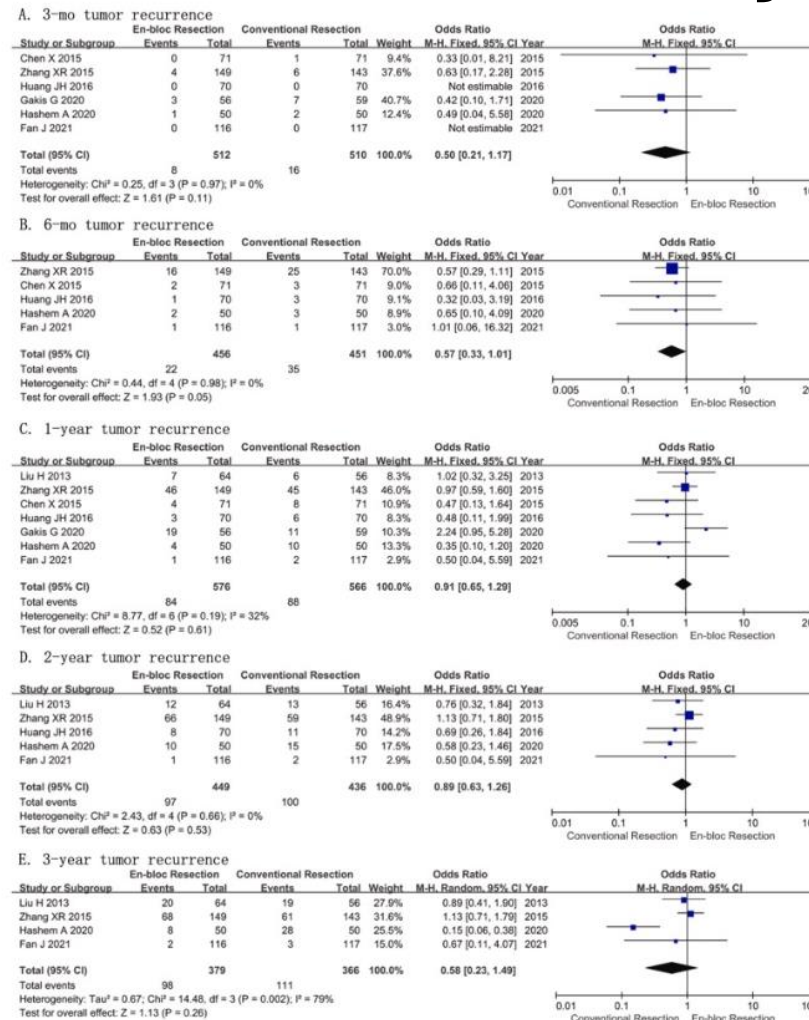 A. 3-mo tumor recurrence
En-bloc Resection Conventional Resection Odds Ratio Odds Ratio
Study or Subgroup Events Total Events Total Weight M-H. Fixed. 95% CI Year M-H. Fixed. 95% CI
Chen X 2015 0 71 1 71 9.4% 0.33 [0.01, 8.21] 2015
Zhang XR 2015 4 149 6 143 37.6% 0.63 [0.17, 2.28] 2015
Huang JH 2016 0 70 0 70 Not estimable 2016
Gakis G 2020 3 56 7 59 40.7% 0.42 [0.10, 1.71] 2020
Hashem A 2020 1 50 2 50 12.4% 0.49 [0.04, 5.58] 2020
Fan J 2021 0 116 0 117 Not estimable 2021
Total (95% CI) 512 510 100.0% 0.50 [0.21, 1.17]
Total events 8 16
Heterogeneity: Chi² = 0.25, df = 3 (P = 0.97); I² = 0%
Test for overall effect: Z = 1.61 (P = 0.11)
0.01 0.1 1 10
Conventional Resection En-bloc Resection
B. 6-mo tumor recurrence
En-bloc Resection Conventional Resection Odds Ratio Odds Ratio
Study or Subgroup Events Total Events Total Weight M-H. Fixed. 95% CI Year M-H. Fixed. 95% CI
Zhang XR 2015 16 149 25 143 70.0% 0.57 [0.29, 1.11] 2015
Chen X 2015 2 71 3 71 9.0% 0.66 [0.11, 4.06] 2015
Huang JH 2016 1 70 3 70 9.1% 0.32 [0.03, 3.19] 2016
Hashem A 2020 2 50 3 50 8.9% 0.65 [0.10, 4.09] 2020
Fan J 2021 1 116 1 117 3.0% 1.01 [0.06, 16.32] 2021
Total (95% CI) 456 451 100.0% 0.57 [0.33, 1.01]
Total events 22 35
Heterogeneity: Chi² = 0.44, df = 4 (P = 0.98); I² = 0%
Test for overall effect: Z = 1.93 (P = 0.05)
0.005 0.1 1 10
Conventional Resection En-bloc Resection
C. 1-year tumor recurrence
En-bloc Resection Conventional Resection Odds Ratio Odds Ratio
Study or Subgroup Events Total Events Total Weight M-H. Fixed. 95% CI Year M-H. Fixed. 95% CI
Liu H 2013 7 64 6 56 8.3% 1.02 [0.32, 3.25] 2013
Zhang XR 2015 46 149 45 143 46.0% 0.97 [0.59, 1.60] 2015
Chen X 2015 4 71 8 71 10.9% 0.47 [0.13, 1.64] 2015
Huang JH 2016 3 70 6 70 8.3% 0.48 [0.11, 1.99] 2016
Gakis G 2020 19 56 11 59 10.3% 2.24 [0.95, 5.28] 2020
Hashem A 2020 4 50 10 50 13.3% 0.35 [0.10, 1.20] 2020
Fan J 2021 1 116 2 117 2.9% 0.50 [0.04, 5.59] 2021
Total (95% CI) 576 566 100.0% 0.91 [0.65, 1.29]
Total events 84 88
Heterogeneity: Chi² = 8.77, df = 6 (P = 0.19); I² = 32%
Test for overall effect: Z = 0.52 (P = 0.61)
0.005 0.1 1 10
Conventional Resection En-bloc Resection
D. 2-year tumor recurrence
En-bloc Resection Conventional Resection Odds Ratio Odds Ratio
Study or Subgroup Events Total Events Total Weight M-H. Fixed. 95% CI Year M-H. Fixed. 95% CI
Liu H 2013 12 64 13 56 16.4% 0.76 [0.32, 1.84] 2013
Zhang XR 2015 66 149 59 143 48.9% 1.13 [0.71, 1.80] 2015
Huang JH 2016 8 70 11 70 14.2% 0.69 [0.26, 1.84] 2016
Hashem A 2020 10 50 15 50 17.5% 0.58 [0.23, 1.46] 2020
Fan J 2021 1 116 2 117 2.9% 0.50 [0.04, 5.59] 2021
Total (95% CI) 449 436 100.0% 0.89 [0.63, 1.26]
Total events 97 100
Heterogeneity: Chi² = 2.43, df = 4 (P = 0.66); I² = 0%
Test for overall effect: Z = 0.63 (P = 0.53)
0.01 0.1 1 10
Conventional Resection En-bloc Resection
E. 3-year tumor recurrence
En-bloc Resection Conventional Resection Odds Ratio Odds Ratio
Study or Subgroup Events Total Events Total Weight M-H. Random. 95% CI Year M-H. Random. 95% CI
Liu H 2013 20 64 19 56 27.9% 0.89 [0.41, 1.90] 2013
Zhang XR 2015 68 149 61 143 31.6% 1.13 [0.71, 1.79] 2015
Hashem A 2020 8 50 28 50 25.5% 0.15 [0.06, 0.38] 2020
Fan J 2021 2 116 3 117 15.0% 0.67 [0.11, 4.07] 2021
Total (95% CI) 379 366 100.0% 0.58 [0.23, 1.49]
Total events 98 111
Heterogeneity: Tau² = 0.67; Chi² = 14.48, df = 3 (P = 0.002); I² = 79%
Test for overall effect: Z = 1.13 (P = 0.26)
0.01 0.1 1 10
Conventional Resection En-bloc Resection